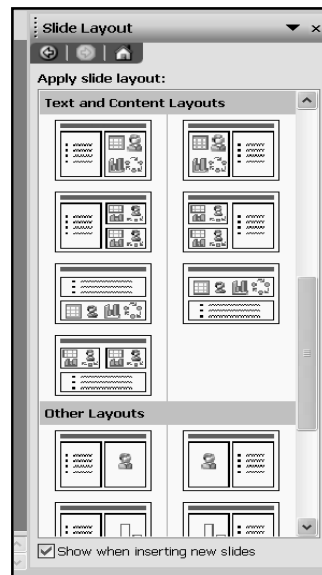 Slide Layout
Apply slide layout:
Text and Content Layouts
Other Layouts
Show when inserting new slides